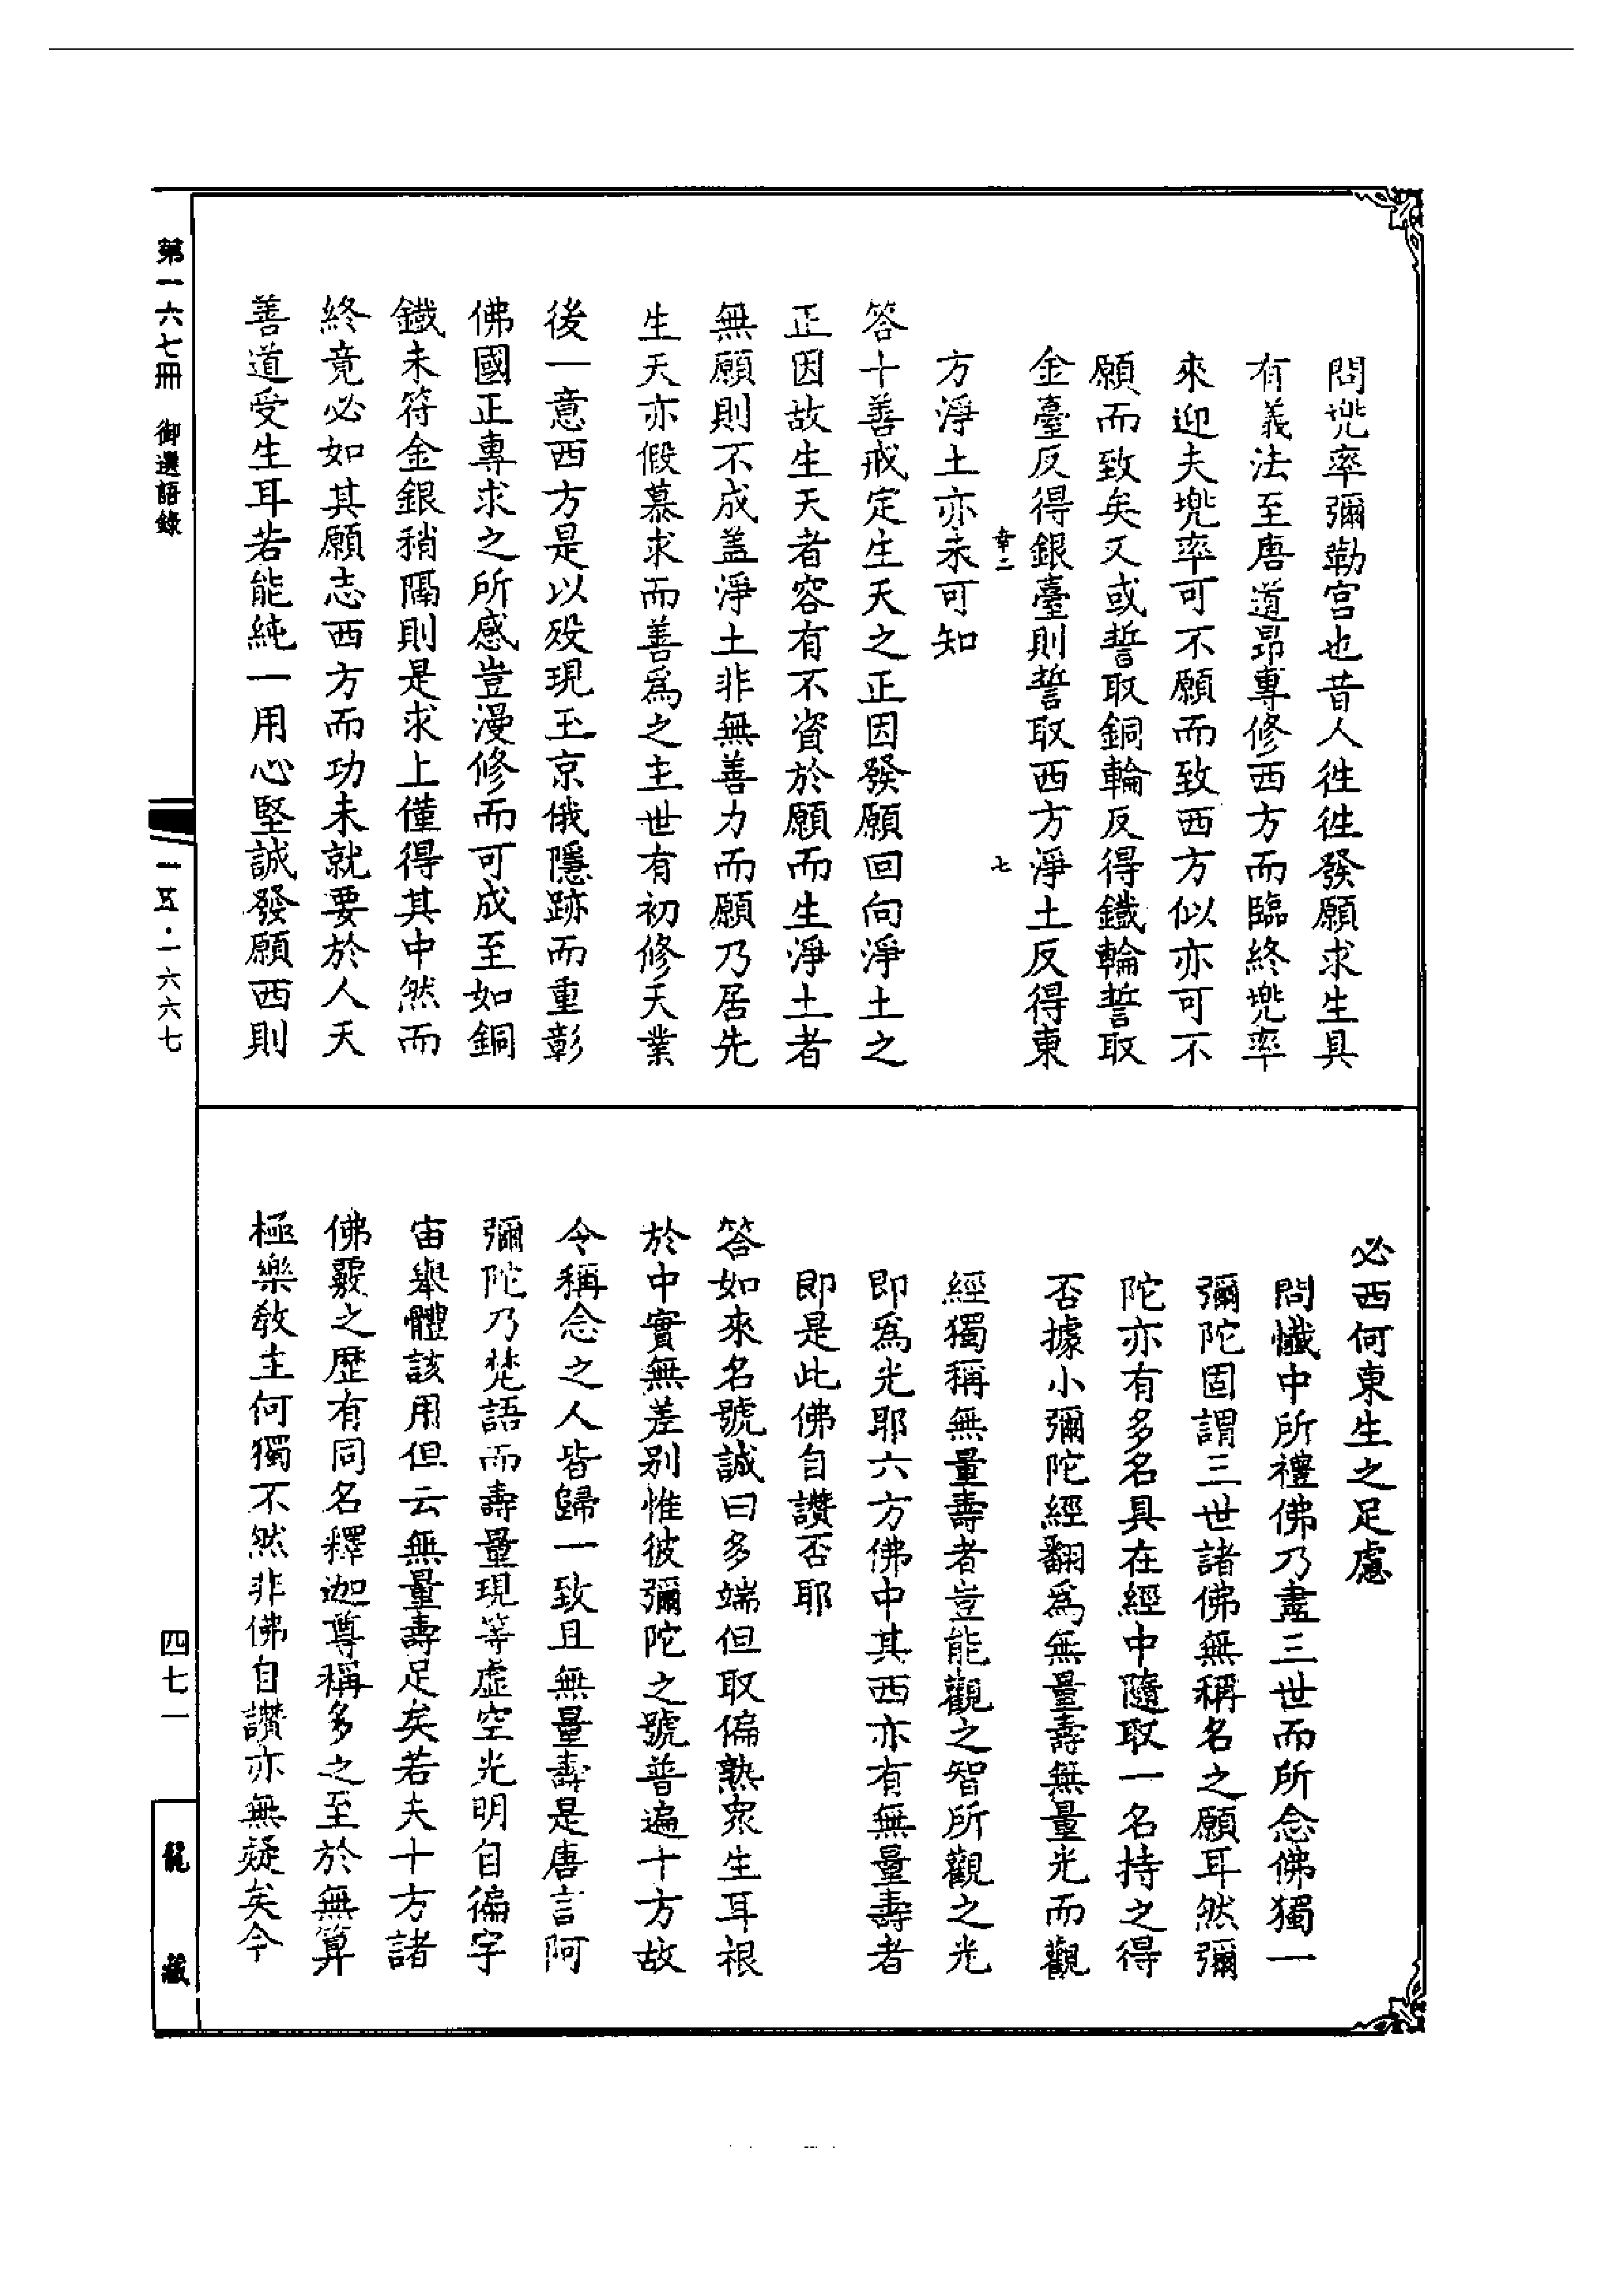 問兠率彌勒宫也昔人徃徃發願求生具
有義法至唐道昂專修西方而臨終兠率
來迎夫兠率可不願而致西方似亦可不
願而致矣又或誓取銅輪反得鐵輪誓取
金臺反得銀臺則誓取西方淨土反得東
幸二
七
方淨土亦未可知
答十善戒定生天之正因發願回向淨土之
正因故生天者容有不資於願而生淨土者
無願則不成盖淨土非無善力而願乃居先
生天亦假慕求而善爲之主世有初修天業
後一意西方是以歿現玉京俄隱跡而重彰
佛國正專求之所感豈漫修而可成至如銅
鐵未符金銀稍隔則是求上僅得其中然而
終竟必如其願志西方而功未就要於人天
善道受生耳若能純一用心堅誠發願西則
必西何東生之足慮
問懺中所禮佛乃盡三世而所念佛獨一
彌陀固謂三世諸佛無稱名之願耳然彌
陀亦有多名具在經中隨取一名持之得
否據小彌陀經翻爲無量壽無量光而觀
經獨稱無量壽者豈能觀之智所觀之光
即爲光耶六方佛中其西亦有無量壽者
即是此佛自讚否耶
答如來名號誠曰多端但取偏熟衆生耳根
於中實無差别惟彼彌陀之號普遍十方故
令稱念之人皆歸一致且無量壽是唐言阿
彌陀乃梵語而壽量現等虚空光明自徧宇
宙舉體該用但云無量壽足矣若夫十方諸
佛覈之歷有同名釋迦尊稱多之至於無算
極樂教主何獨不然非佛自讚亦無疑矣今
第一六七冊　御選語錄
一五·一六六七
四七一
龍藏